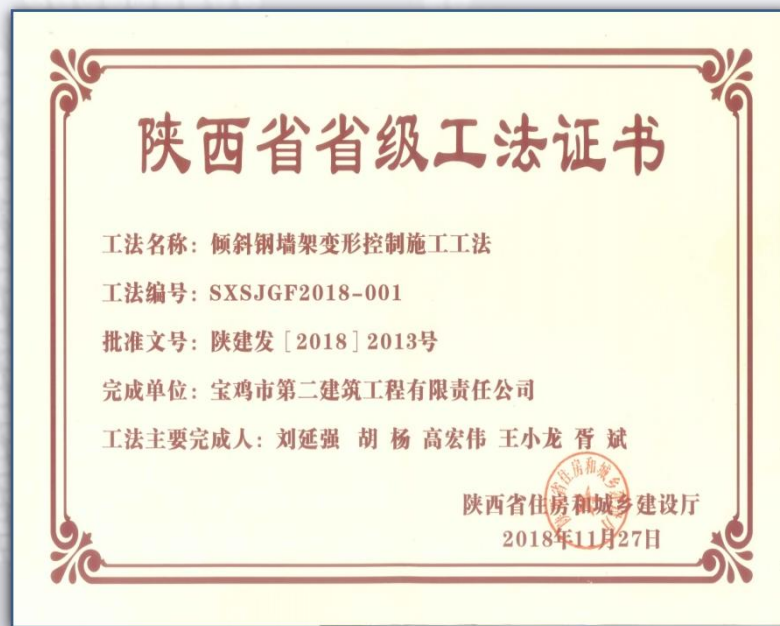 陕西省省级工法证书
工法名称：倾斜钢墙架变形控制施工工法
工法编号：SXSJGF2018-001
批准文号：陕建发［2018］2013号
完成单位：宝鸡市第二建筑工程有限责任公司
工法主要完成人：刘延强 胡 杨 高宏伟 王小龙 胥 斌
陕西省住房和城乡建设厅
2018年11月27日